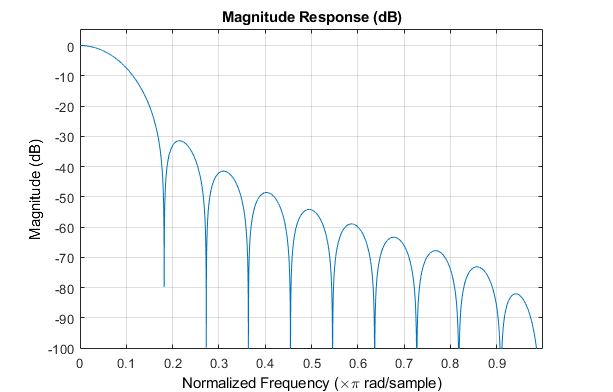 Magnitude Response (dB)
0
-10
-20
-30
-40
-50
-60
-70
-80
-90
-100
Magnitude (dB)
0 0.1 0.2 0.3 0.4 0.5 0.6 0.7 0.8 0.9
Normalized Frequency (×π rad/sample)